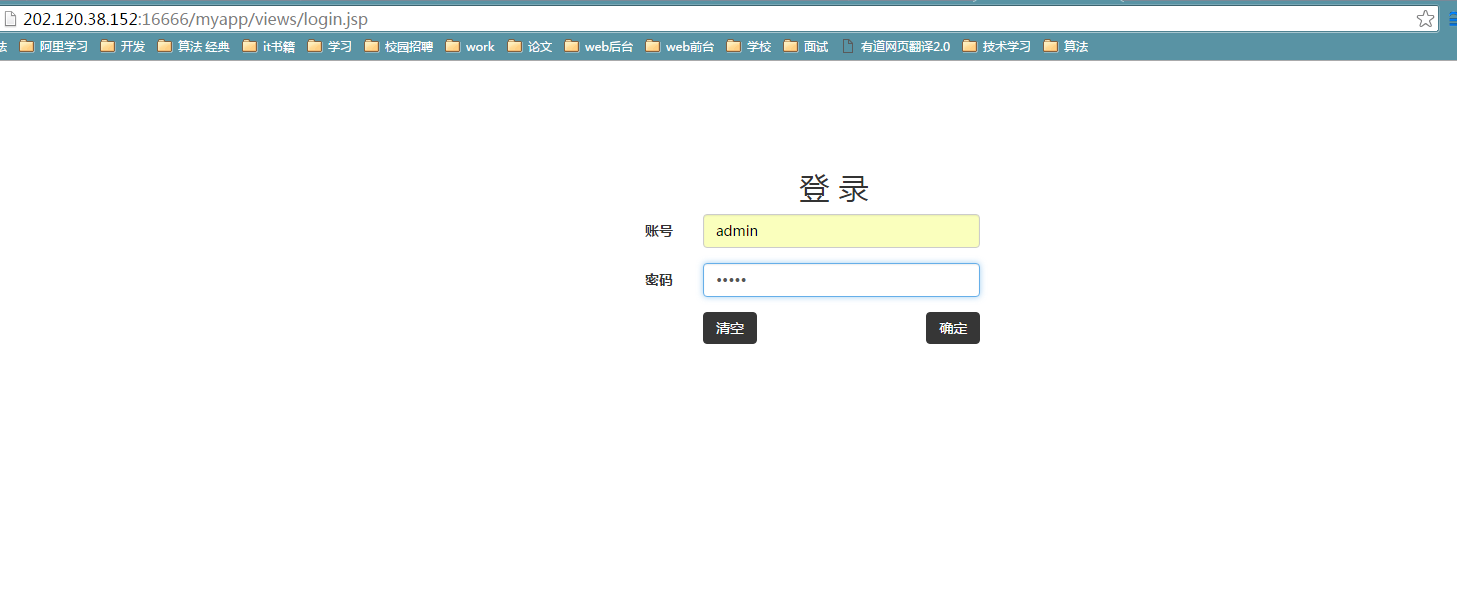 202.120.38.152:16666/myapp/views/login.jsp
法 阿里学习 开发 算法 经典 it书籍 学习 校园招聘 work 论文 web后台 web前台 学校 面试 有道网页翻译2.0 技术学习 算法
登 录
账号 admin
密码 •••••
清空 确定